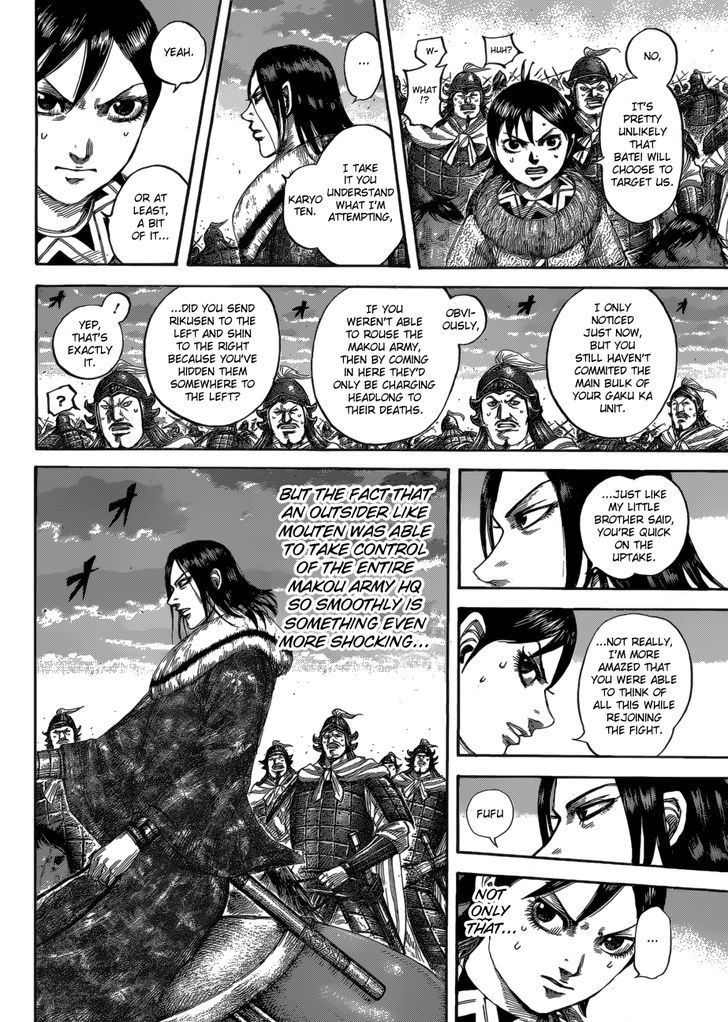 NO,
IT'S
PRETTY
UNLIKELY
THAT
BATEI WILL
CHOOSE TO
TARGET US.
HUH?
W-
WHAT
!?
...
I TAKE
IT YOU
UNDERSTAND
WHAT I'M
ATTEMPTING,
KARYO
TEN.
YEAH.
OR AT
LEAST,
A BIT
OF IT...
I ONLY
NOTICED
JUST NOW,
BUT YOU
STILL HAVEN'T
COMMITED THE
MAIN BULK OF
YOUR GAKU KA
UNIT.
OBVI-
OUSLY,
IF YOU
WEREN'T ABLE
TO ROUSE THE
MAKOU ARMY,
THEN BY COMING
IN HERE THEY'D
ONLY BE CHARGING
HEADLONG TO
THEIR DEATHS.
...DID YOU SEND
RIKUSEN TO THE
LEFT AND SHIN
TO THE RIGHT
BECAUSE YOU'VE
HIDDEN THEM
SOMEWHERE TO
THE LEFT?
!
YEP,
THAT'S
EXACTLY
IT.
?
オ
オ
...JUST LIKE
MY LITTLE
BROTHER SAID,
YOU'RE QUICK
ON THE
UPTAKE.
...NOT REALLY,
I'M MORE
AMAZED THAT
YOU WERE ABLE
TO THINK OF
ALL THIS WHILE
REJOINING
THE FIGHT.
FUFU
...
NOT
ONLY
THAT...
BUT THE FACT THAT
AN OUTSIDER LIKE
MOUTEN WAS ABLE
TO TAKE CONTROL
OF THE ENTIRE
MAKOU ARMY HQ
SO SMOOTHLY IS
SOMETHING EVEN
MORE SHOCKING...
オ
オ